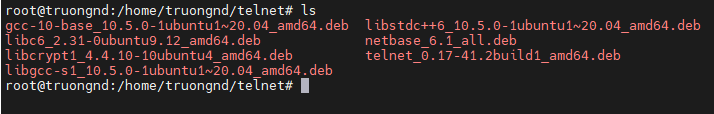 root@truongnd:/home/truongnd/telnet# ls
gcc-10-base_10.5.0-1ubuntu1~20.04_amd64.deb libstdc++6_10.5.0-1ubuntu1~20.04_amd64.deb
libc6_2.31-0ubuntu9.12_amd64.deb netbase_6.1_all.deb
libcrypt1_4.4.10-10ubuntu4_amd64.deb telnet_0.17-41.2build1_amd64.deb
libgcc-s1_10.5.0-1ubuntu1~20.04_amd64.deb
root@truongnd:/home/truongnd/telnet#